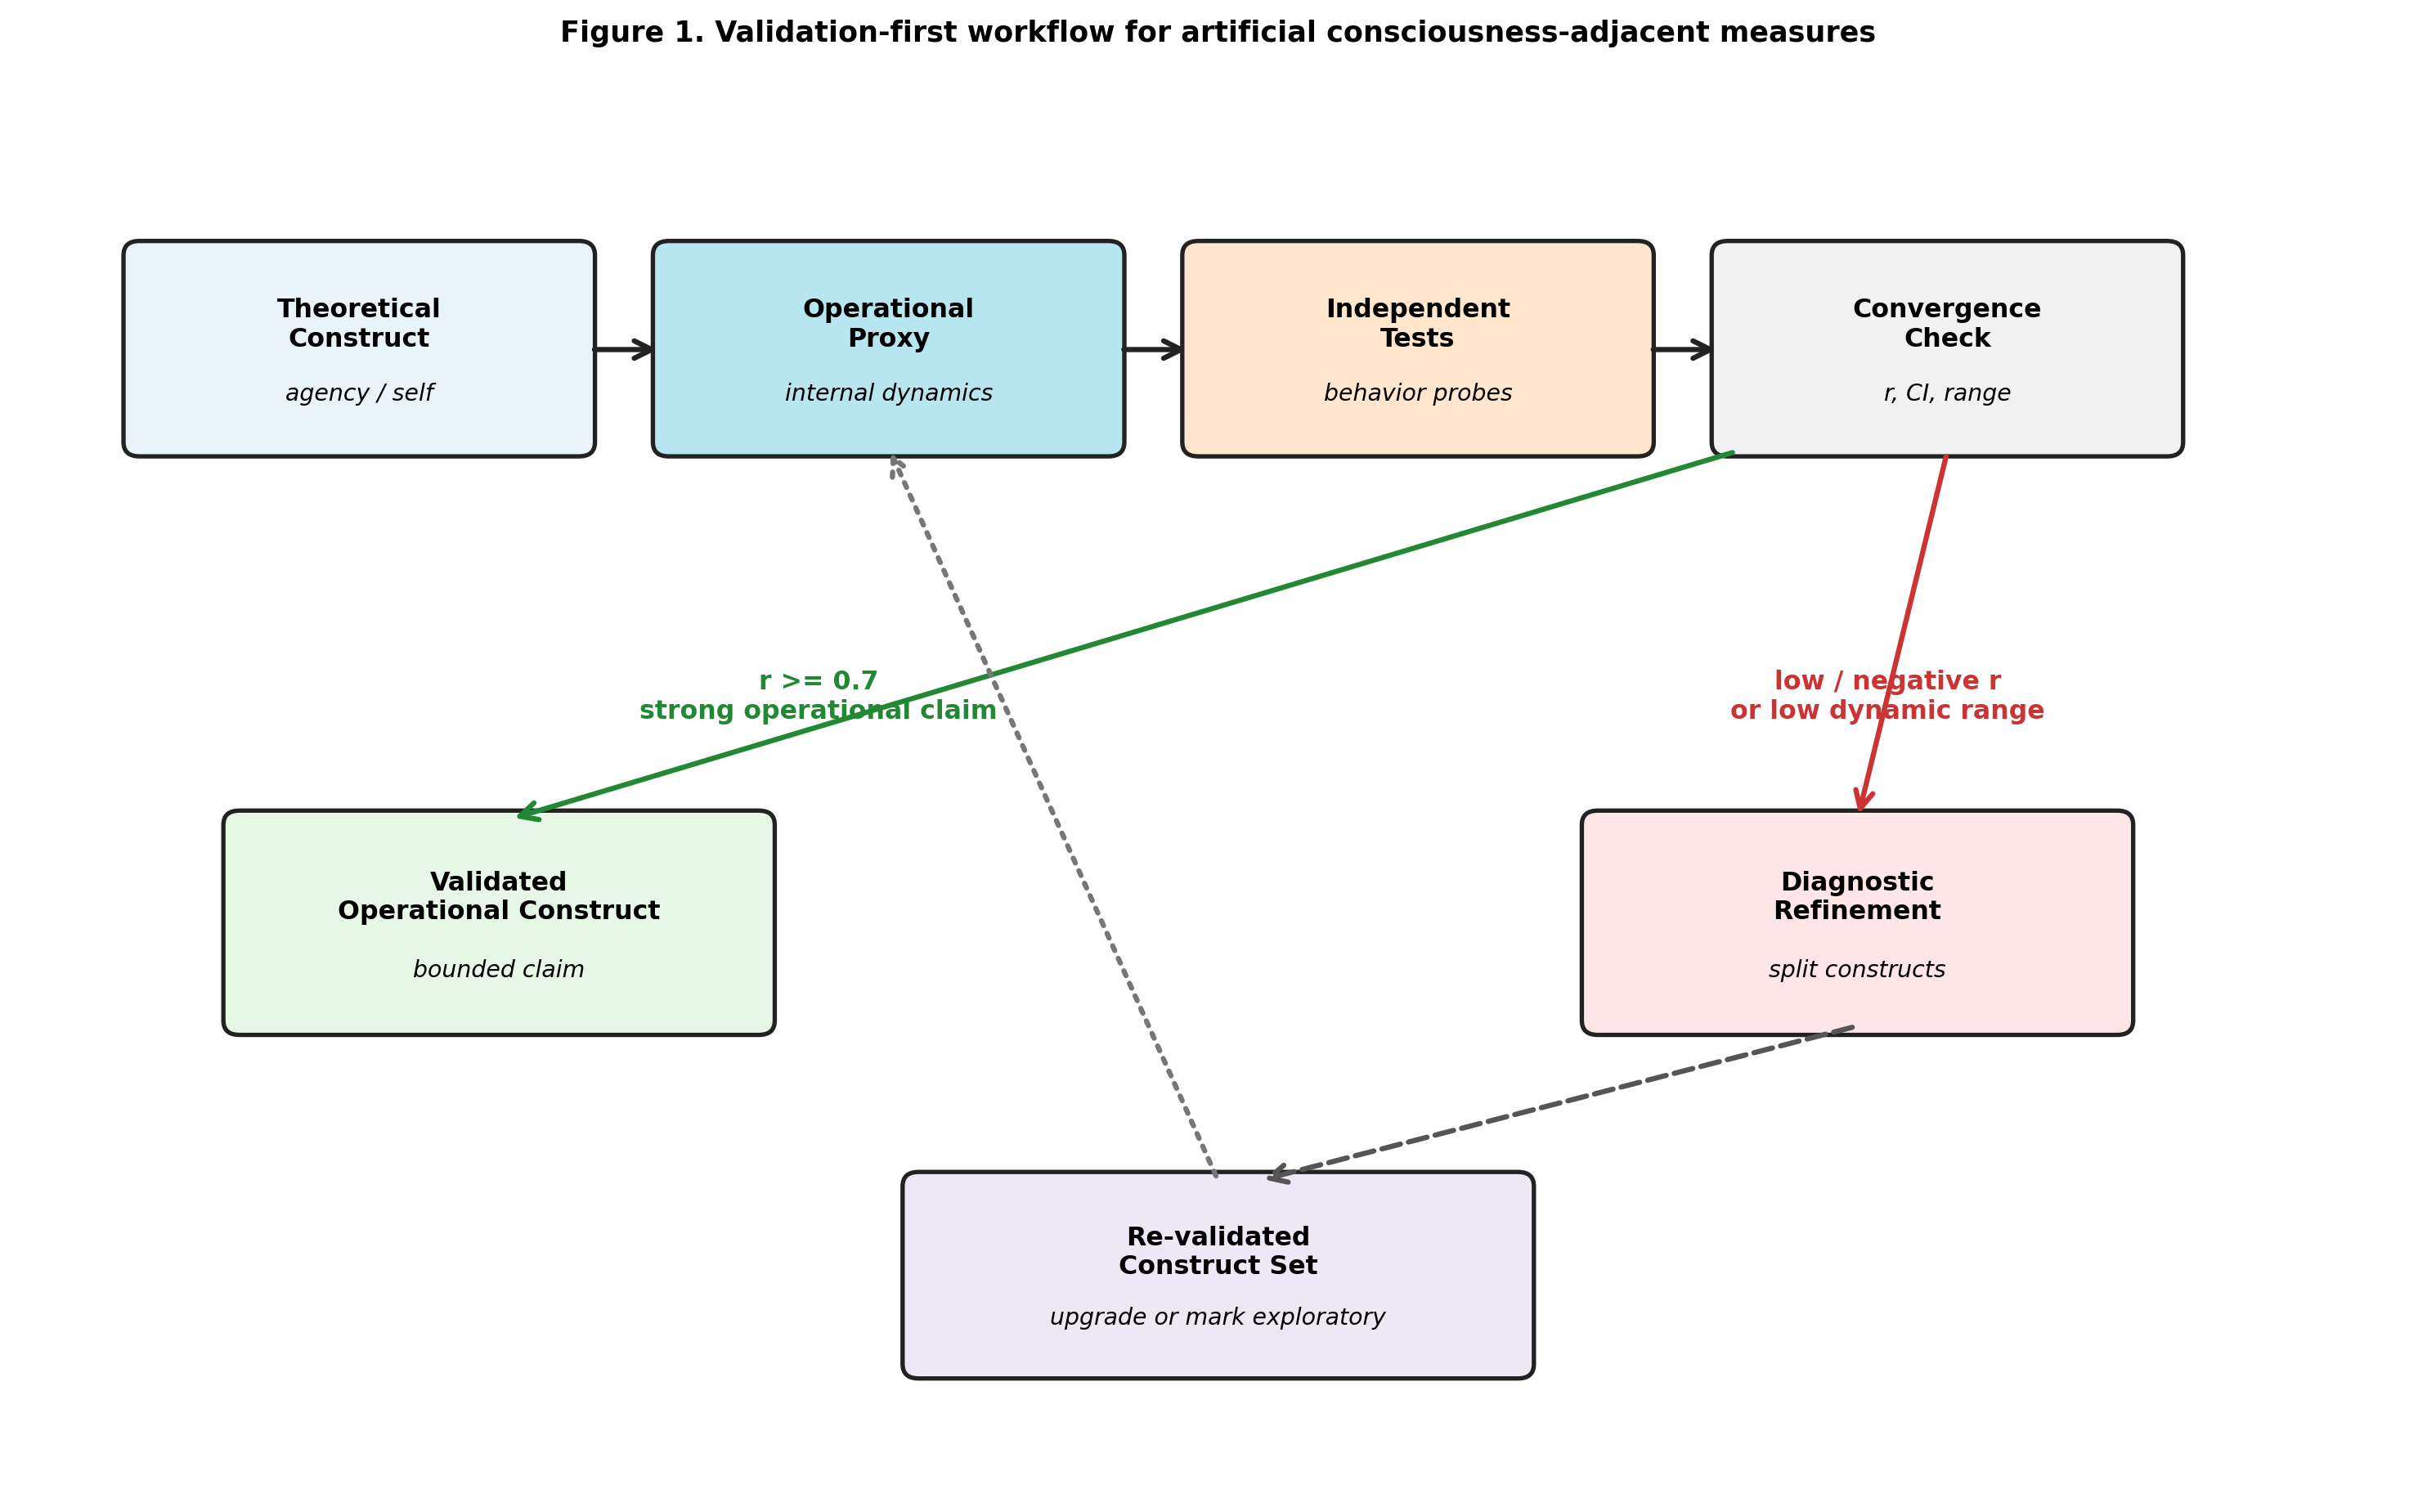 Figure 1. Validation-first workflow for artificial consciousness-adjacent measures
Theoretical
Construct
agency / self
Operational
Proxy
internal dynamics
Independent
Tests
behavior probes
Convergence
Check
r, CI, range
r >= 0.7
strong operational claim
low / negative r
or low dynamic range
Validated
Operational Construct
bounded claim
Diagnostic
Refinement
split constructs
Re-validated
Construct Set
upgrade or mark exploratory